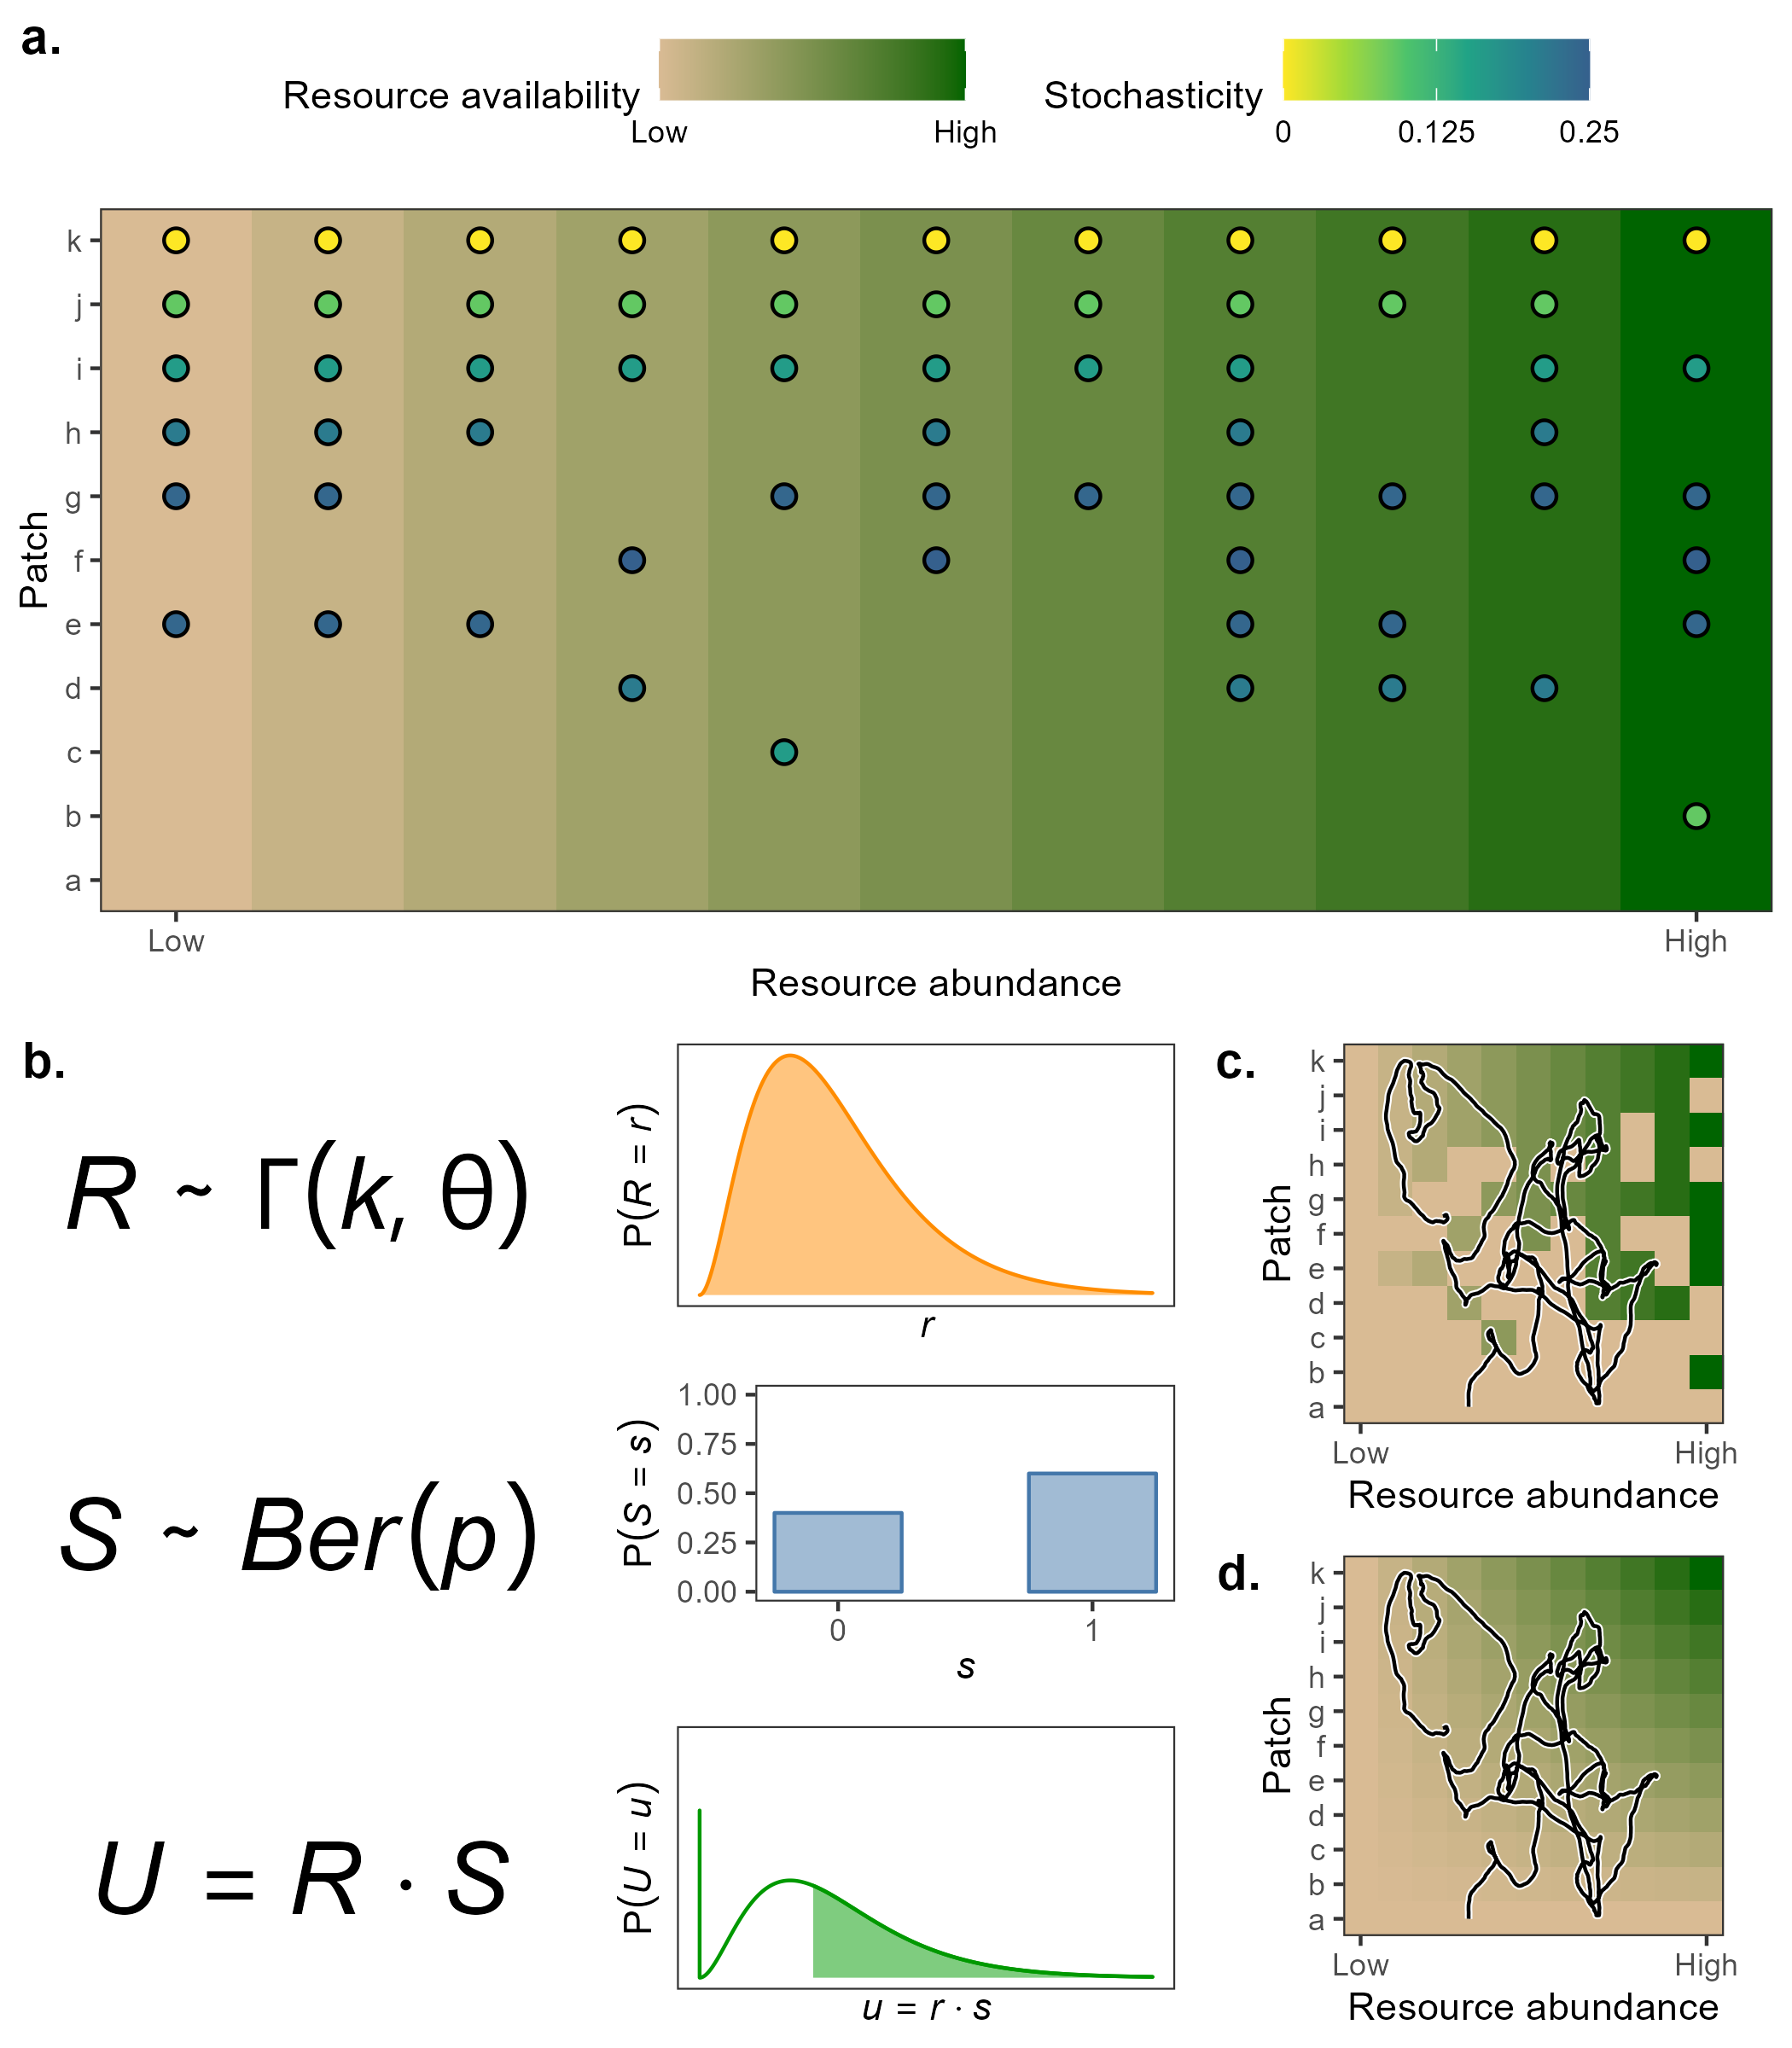 a.
Resource availability
Low
High
Stochasticity
0
0.125
0.25
Patch
k
j
i
h
g
f
e
d
c
b
a
Low
High
Resource abundance
b.
R ~ Γ(k, θ)
P(R = r)
r
S ~ Ber(p)
P(S = s)
1.00
0.75
0.50
0.25
0.00
0
1
s
U = R · S
P(U = u)
u = r · s
c.
Patch
k
j
i
h
g
f
e
d
c
b
a
Low
High
Resource abundance
d.
Patch
k
j
i
h
g
f
e
d
c
b
a
Low
High
Resource abundance